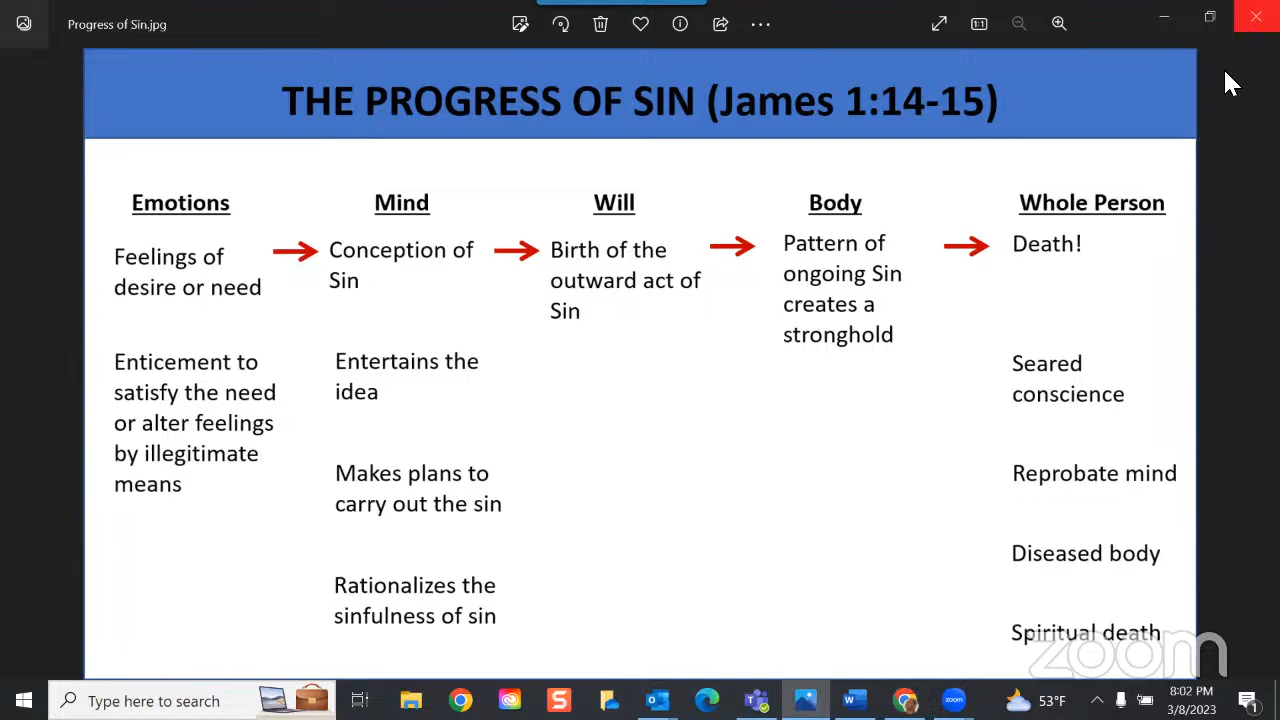 Progress of Sin.jpg
1:1
THE PROGRESS OF SIN (James 1:14-15)
Emotions
Feelings of
desire or need
Enticement to
satisfy the need
or alter feelings
by illegitimate
means
Mind
Conception of
Sin
Entertains the
idea
Makes plans to
carry out the sin
Rationalizes the
sinfulness of sin
Will
Birth of the
outward act of
Sin
Body
Pattern of
ongoing Sin
creates a
stronghold
Whole Person
Death!
Seared
conscience
Reprobate mind
Diseased body
Spiritual death
zoom
Type here to search
S
W
zoom
53°F
8:02 PM
3/8/2023
1